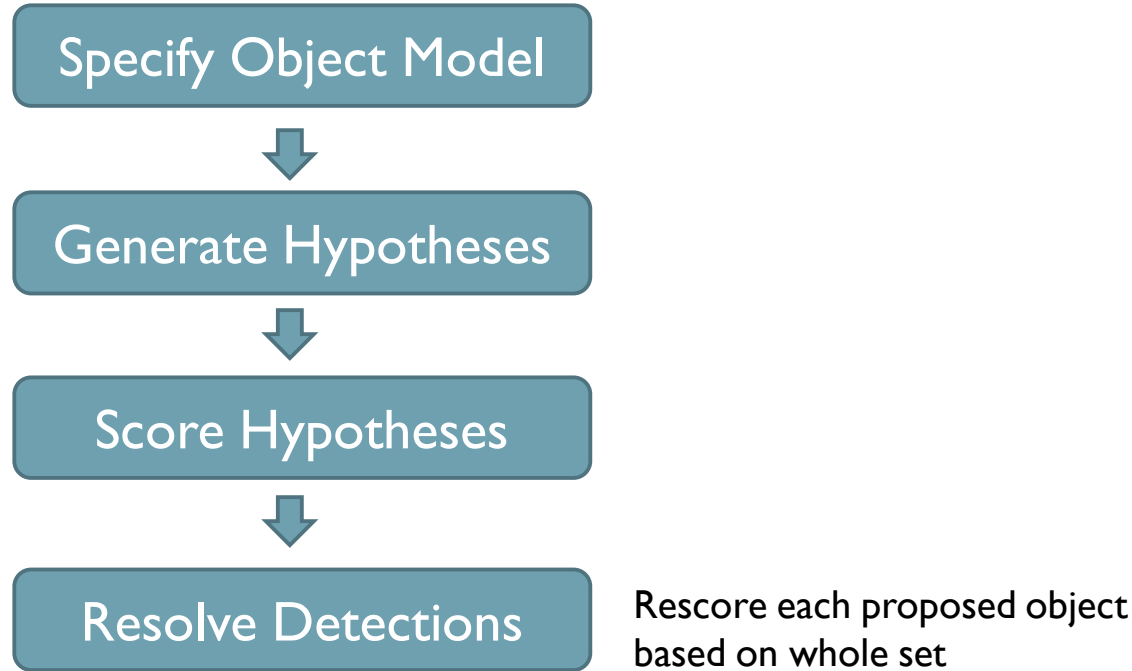 Specify Object Model
Generate Hypotheses
Score Hypotheses
Resolve Detections
Rescore each proposed object
based on whole set